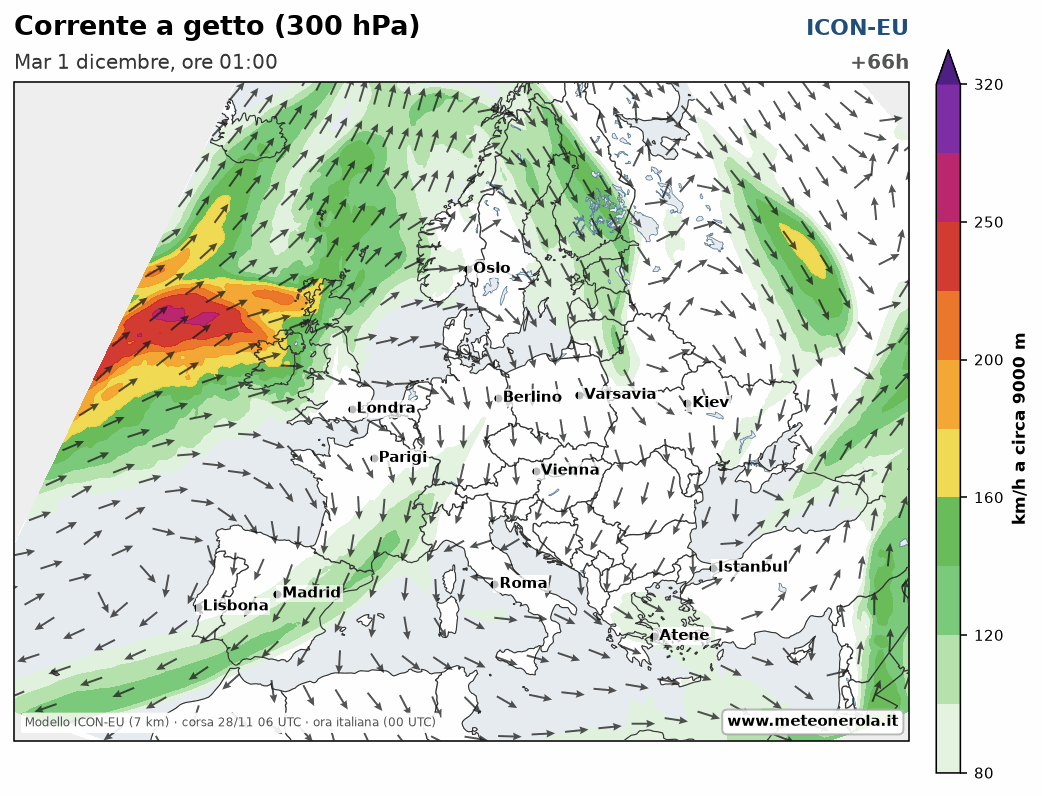 Corrente a getto (300 hPa)
ICON-EU
Mar 1 dicembre, ore 01:00
+66h
320
250
200
160
120
80
km/h a circa 9000 m
Oslo
Londra
Berlino
Varsavia
Kiev
Parigi
Vienna
Roma
Istanbul
Madrid
Lisbona
Atene
Modello ICON-EU (7 km) · corsa 28/11 06 UTC · ora italiana (00 UTC)
www.meteonerola.it